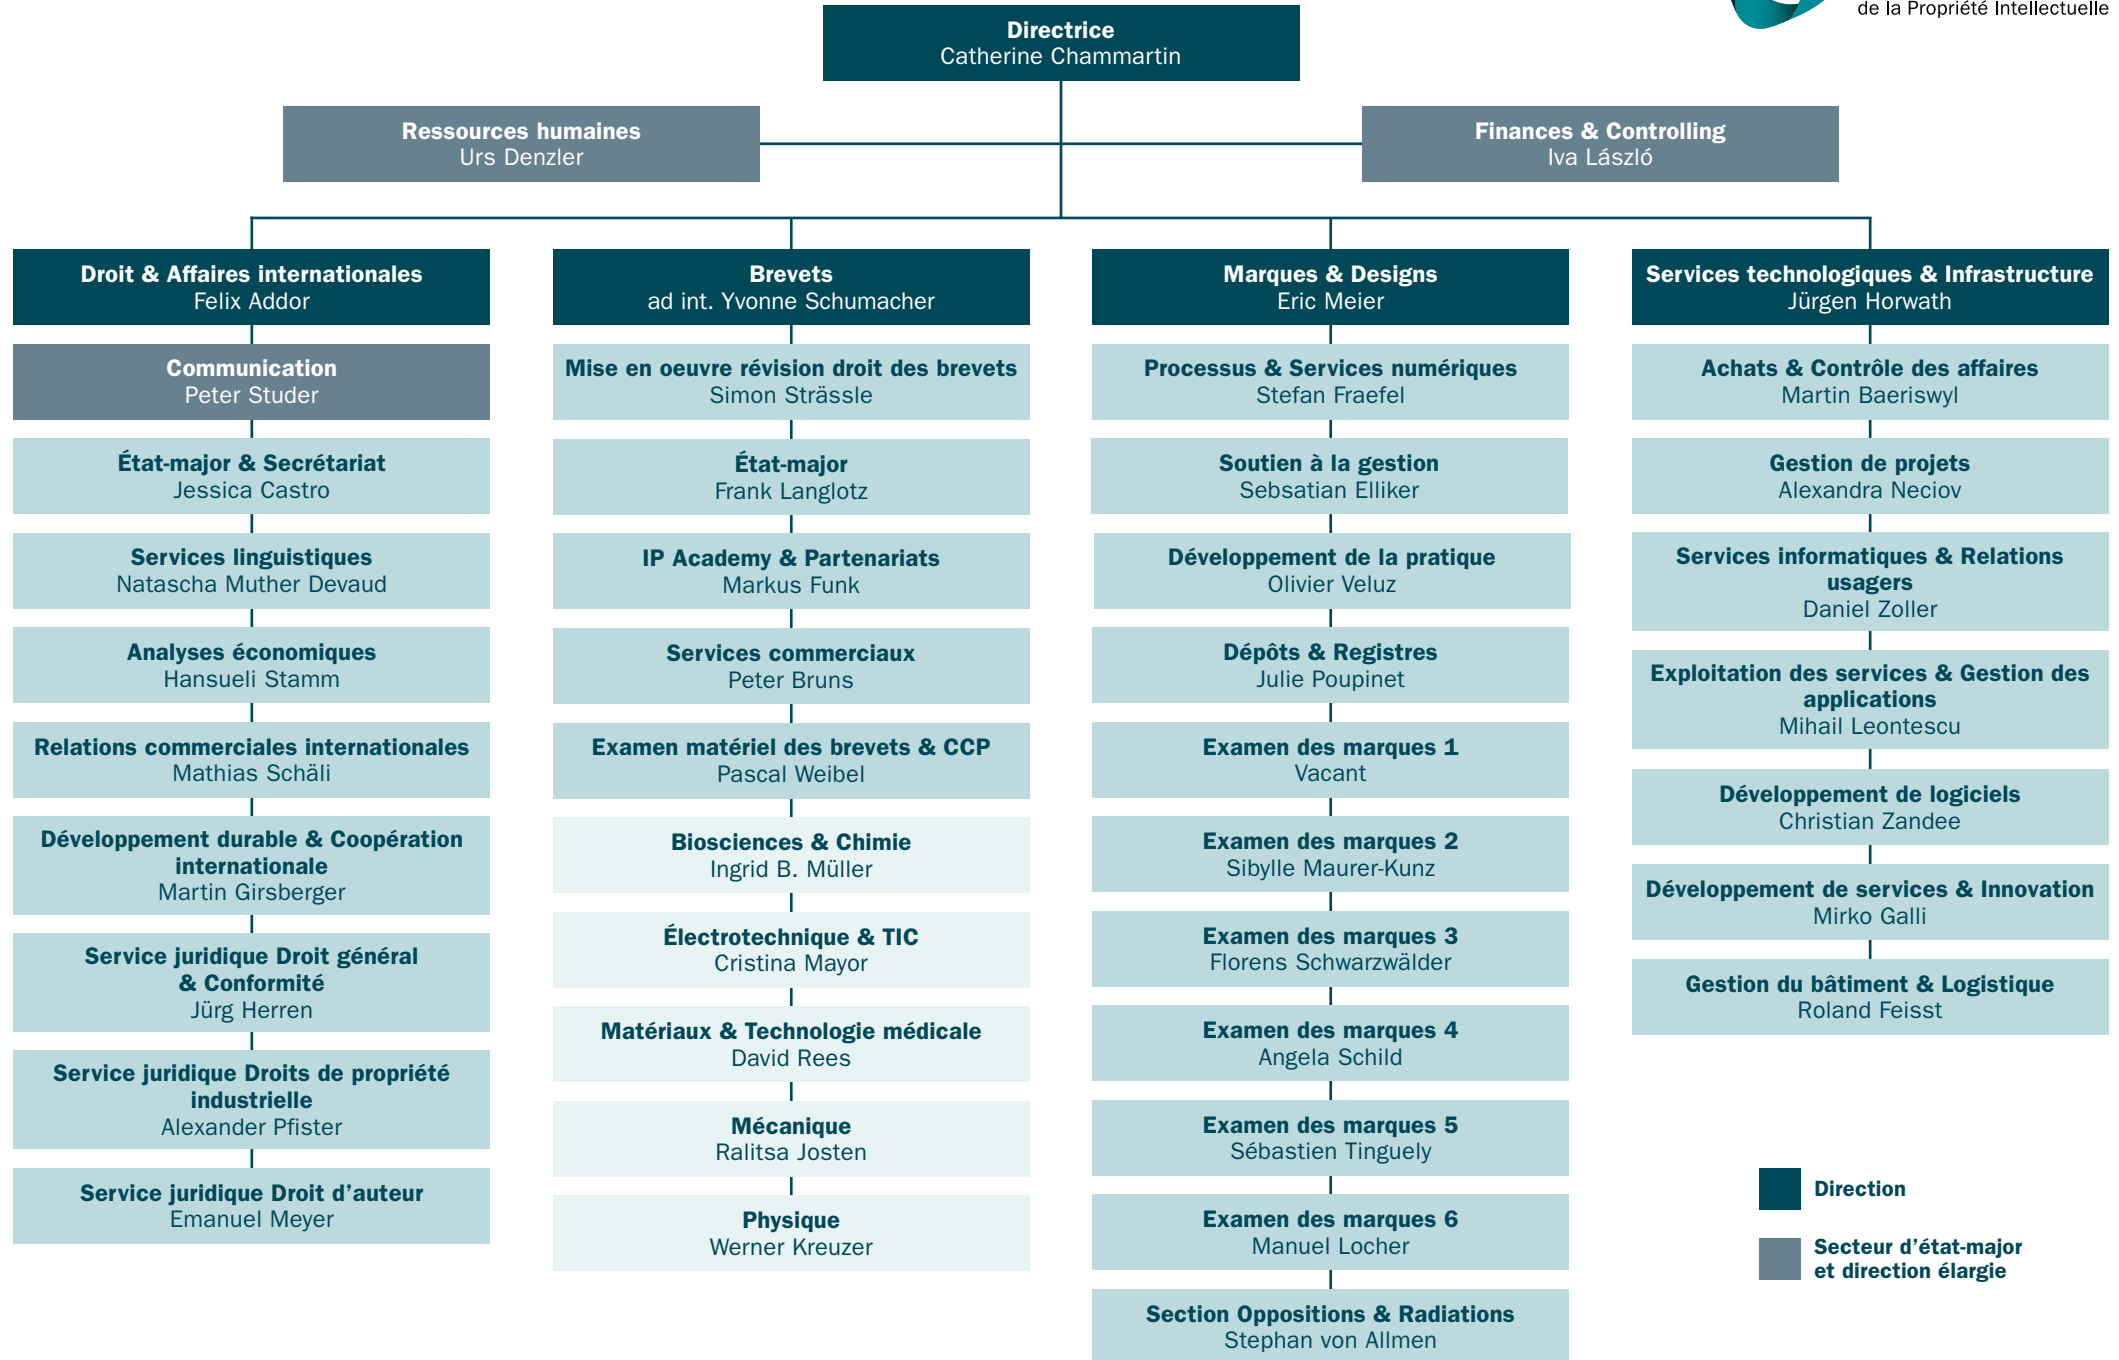 de la Propriété Intellectuelle
Directrice
Catherine Chammartin
Ressources humaines
Urs Denzler
Finances & Controlling
Iva László
Droit & Affaires internationales
Felix Addor
Communication
Peter Studer
État-major & Secrétariat
Jessica Castro
Services linguistiques
Natascha Muther Devaud
Analyses économiques
Hansueli Stamm
Relations commerciales internationales
Mathias Schäli
Développement durable & Coopération
internationale
Martin Girsberger
Service juridique Droit général
& Conformité
Jürg Herren
Service juridique Droits de propriété
industrielle
Alexander Pfister
Service juridique Droit d’auteur
Emanuel Meyer
Brevets
ad int. Yvonne Schumacher
Mise en oeuvre révision droit des brevets
Simon Strässle
État-major
Frank Langlotz
IP Academy & Partenariats
Markus Funk
Services commerciaux
Peter Bruns
Examen matériel des brevets & CCP
Pascal Weibel
Biosciences & Chimie
Ingrid B. Müller
Électrotechnique & TIC
Cristina Mayor
Matériaux & Technologie médicale
David Rees
Mécanique
Ralitsa Josten
Physique
Werner Kreuzer
Marques & Designs
Eric Meier
Processus & Services numériques
Stefan Fraefel
Soutien à la gestion
Sebsatian Elliker
Développement de la pratique
Olivier Veluz
Dépôts & Registres
Julie Poupinet
Examen des marques 1
Vacant
Examen des marques 2
Sibylle Maurer-Kunz
Examen des marques 3
Florens Schwarzwälder
Examen des marques 4
Angela Schild
Examen des marques 5
Sébastien Tinguely
Examen des marques 6
Manuel Locher
Section Oppositions & Radiations
Stephan von Allmen
Services technologiques & Infrastructure
Jürgen Horwath
Achats & Contrôle des affaires
Martin Baeriswyl
Gestion de projets
Alexandra Neciov
Services informatiques & Relations
usagers
Daniel Zoller
Exploitation des services & Gestion des
applications
Mihail Leontescu
Développement de logiciels
Christian Zandee
Développement de services & Innovation
Mirko Galli
Gestion du bâtiment & Logistique
Roland Feisst
Direction
Secteur d’état-major
et direction élargie